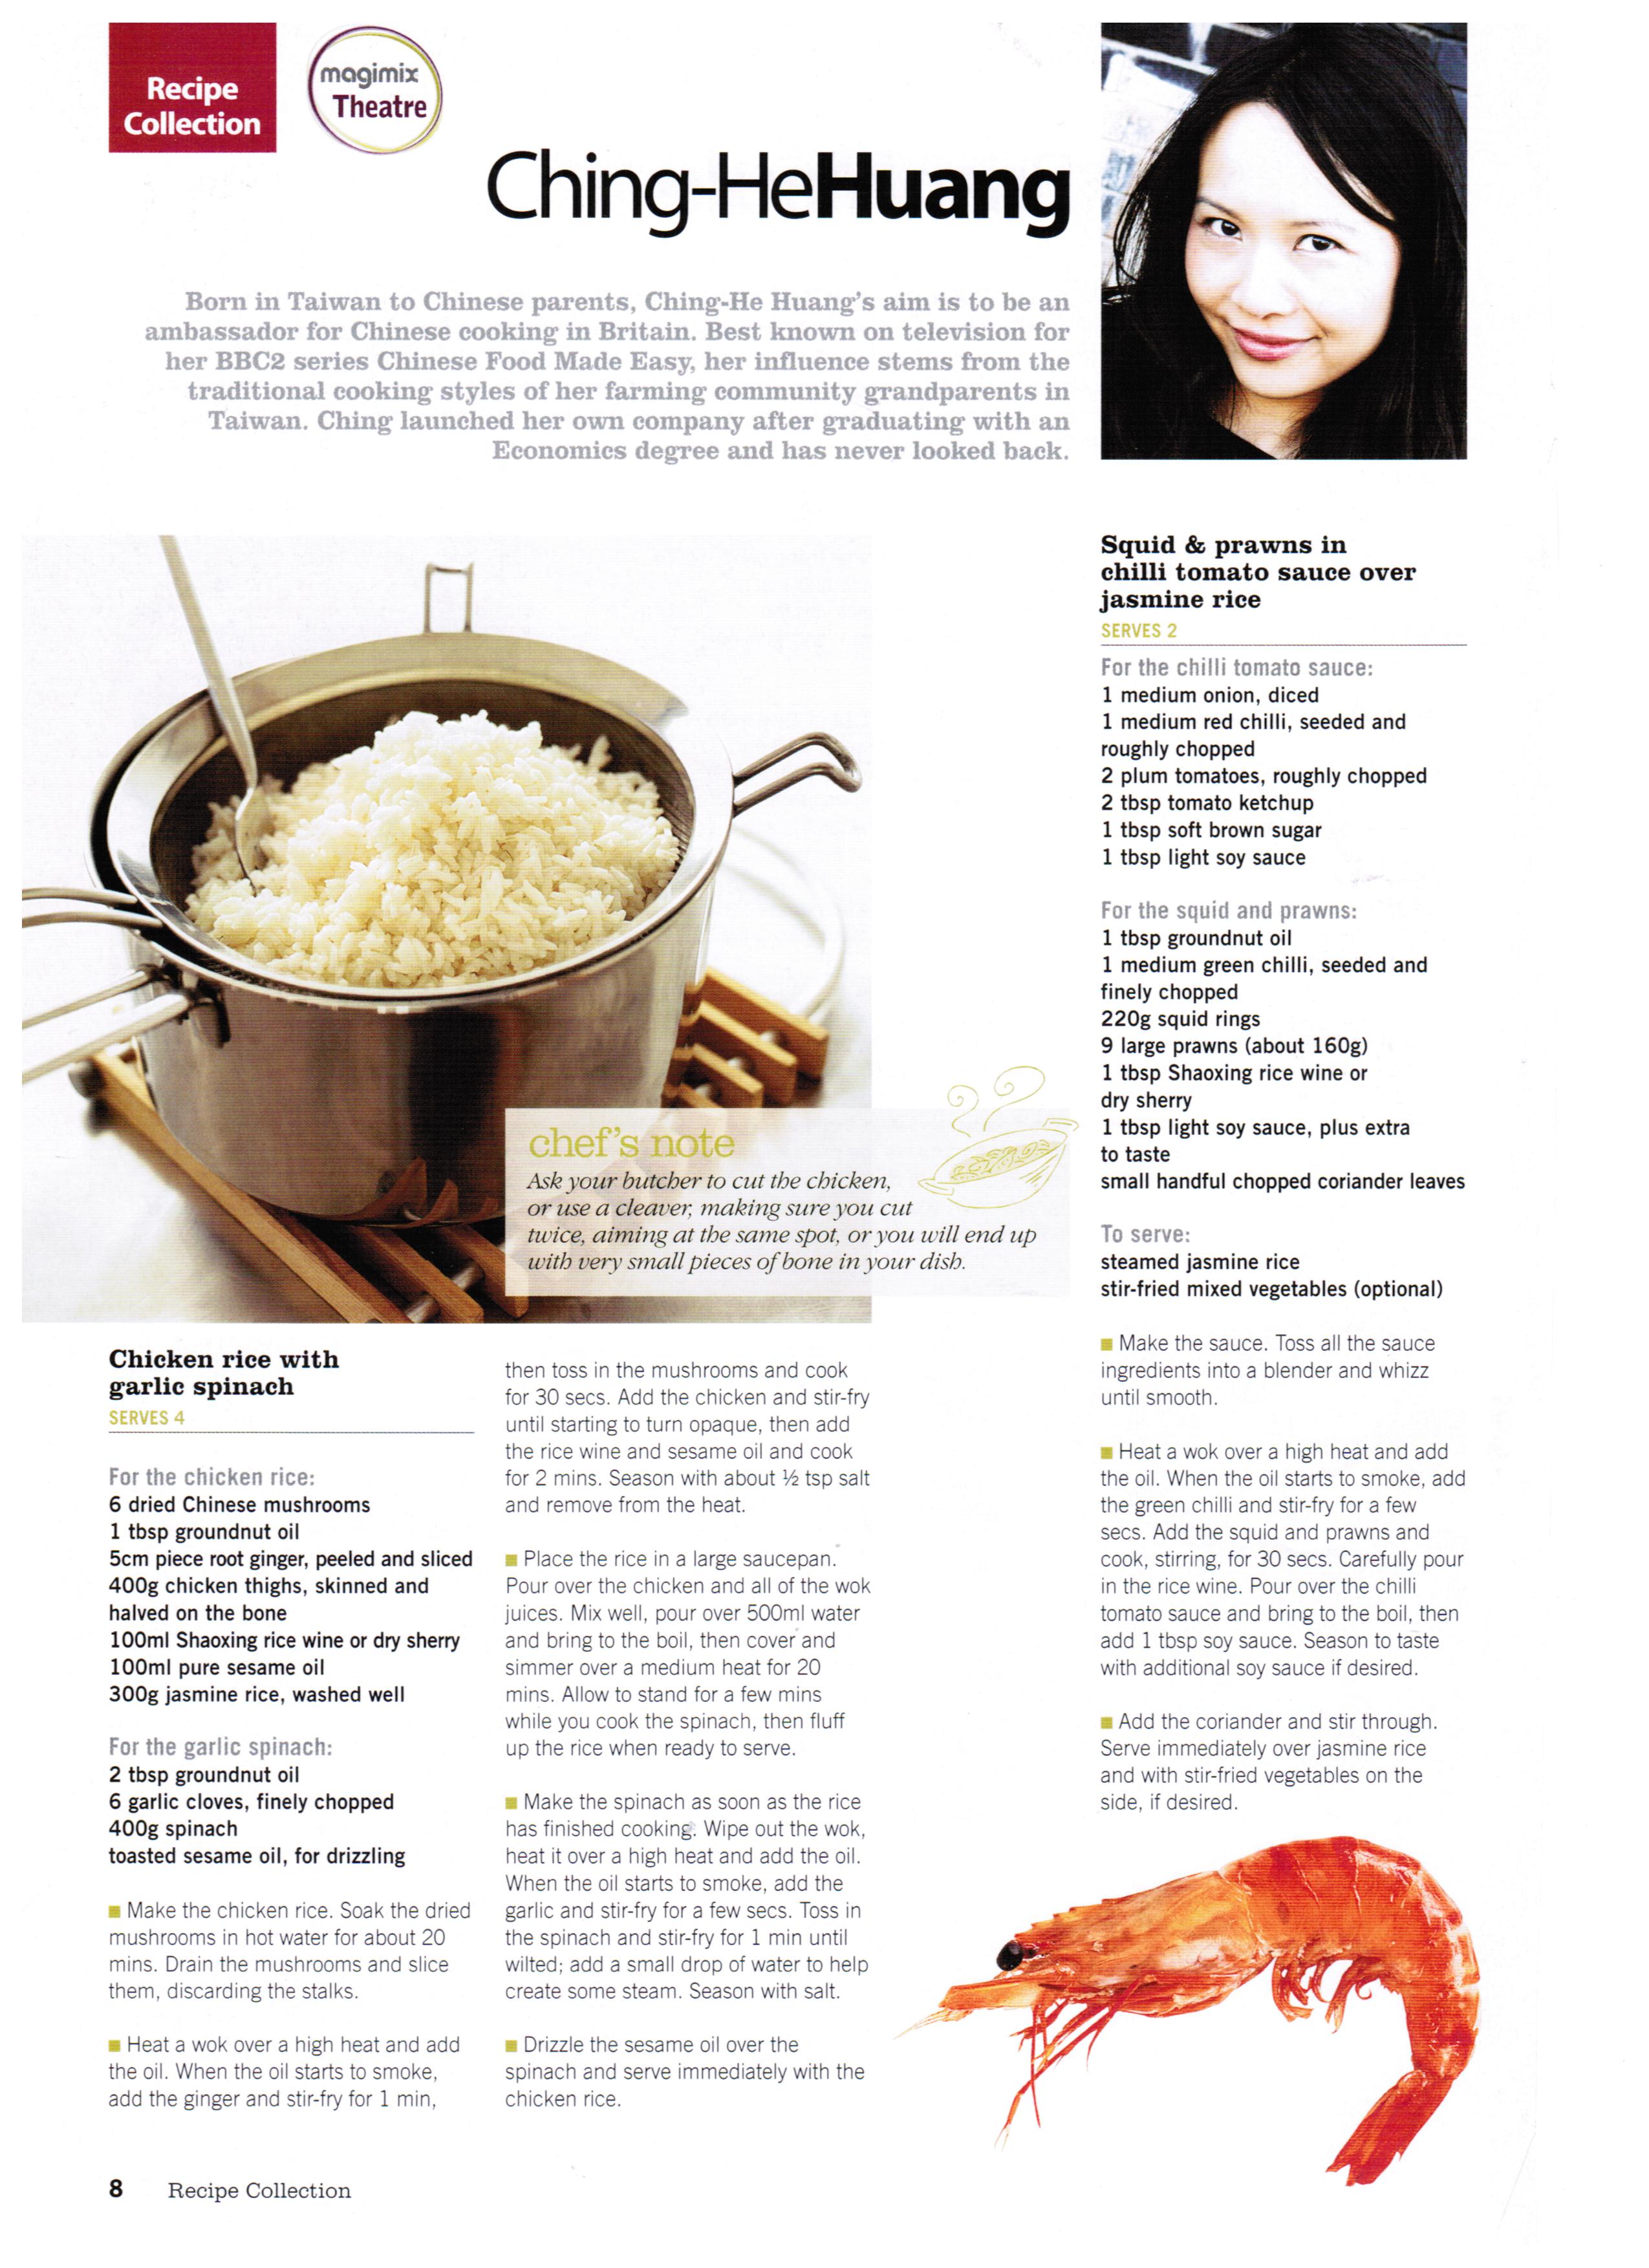 Recipe
Collection
magimix
Theatre
Ching-HeHuang
Born in Taiwan to Chinese parents, Ching-He Huang's aim is to be an
ambassador for Chinese cooking in Britain. Best known on television for
her BBC2 series Chinese Food Made Easy, her influence stems from the
traditional cooking styles of her farming community grandparents in
Taiwan. Ching launched her own company after graduating with an
Economics degree and has never looked back.
chef's note
Ask your butcher to cut the chicken,
or use a cleaver, making sure you cut
twice, aiming at the same spot, or you will end up
with very small pieces of bone in your dish.
Chicken rice with
garlic spinach
SERVES 4
For the chicken rice:
6 dried Chinese mushrooms
1 tbsp groundnut oil
5cm piece root ginger, peeled and sliced
400g chicken thighs, skinned and
halved on the bone
100ml Shaoxing rice wine or dry sherry
100ml pure sesame oil
300g jasmine rice, washed well
For the garlic spinach:
2 tbsp groundnut oil
6 garlic cloves, finely chopped
400g spinach
toasted sesame oil, for drizzling
Make the chicken rice. Soak the dried
mushrooms in hot water for about 20
mins. Drain the mushrooms and slice
them, discarding the stalks.
Heat a wok over a high heat and add
the oil. When the oil starts to smoke,
add the ginger and stir-fry for 1 min,
then toss in the mushrooms and cook
for 30 secs. Add the chicken and stir-fry
until starting to turn opaque, then add
the rice wine and sesame oil and cook
for 2 mins. Season with about ½ tsp salt
and remove from the heat.
Place the rice in a large saucepan.
Pour over the chicken and all of the wok
juices. Mix well, pour over 500ml water
and bring to the boil, then cover and
simmer over a medium heat for 20
mins. Allow to stand for a few mins
while you cook the spinach, then fluff
up the rice when ready to serve.
Make the spinach as soon as the rice
has finished cooking. Wipe out the wok,
heat it over a high heat and add the oil.
When the oil starts to smoke, add the
garlic and stir-fry for a few secs. Toss in
the spinach and stir-fry for 1 min until
wilted; add a small drop of water to help
create some steam. Season with salt.
Drizzle the sesame oil over the
spinach and serve immediately with the
chicken rice.
Squid & prawns in
chilli tomato sauce over
jasmine rice
SERVES 2
For the chilli tomato sauce:
1 medium onion, diced
1 medium red chilli, seeded and
roughly chopped
2 plum tomatoes, roughly chopped
2 tbsp tomato ketchup
1 tbsp soft brown sugar
1 tbsp light soy sauce
For the squid and prawns:
1 tbsp groundnut oil
1 medium green chilli, seeded and
finely chopped
220g squid rings
9 large prawns (about 160g)
1 tbsp Shaoxing rice wine or
dry sherry
1 tbsp light soy sauce, plus extra
to taste
small handful chopped coriander leaves
To serve:
steamed jasmine rice
stir-fried mixed vegetables (optional)
Make the sauce. Toss all the sauce
ingredients into a blender and whizz
until smooth.
Heat a wok over a high heat and add
the oil. When the oil starts to smoke, add
the green chilli and stir-fry for a few
secs. Add the squid and prawns and
cook, stirring, for 30 secs. Carefully pour
in the rice wine. Pour over the chilli
tomato sauce and bring to the boil, then
add 1 tbsp soy sauce. Season to taste
with additional soy sauce if desired.
Add the coriander and stir through.
Serve immediately over jasmine rice
and with stir-fried vegetables on the
side, if desired.
8 Recipe Collection